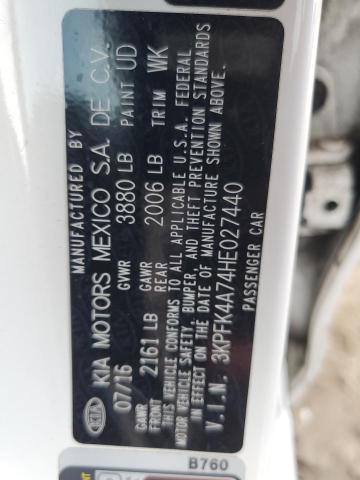 MANUFACTURED BY
KIA KIA MOTORS MEXICO S.A. DE C.V.
07/16 GVWR 3880 LB PAINT UD
GAWR FRONT 2161 LB GAWR REAR 2006 LB TRIM WK
THIS VEHICLE CONFORMS TO ALL APPLICABLE U.S.A. FEDERAL
MOTOR VEHICLE SAFETY, BUMPER, AND THEFT PREVENTION STANDARDS
IN EFFECT ON THE DATE OF MANUFACTURE SHOWN ABOVE.
V.I.N. 3KPFK4A74HE027440
PASSENGER CAR
B760